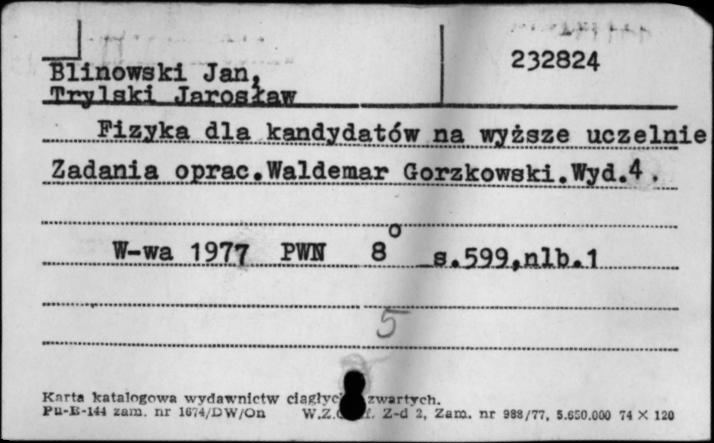 232824
Blinowski Jan,
Trylski Jarosław
Fizyka dla kandydatów na wyższe uczelnie
Zadania oprac.Waldemar Gorzkowski.Wyd.4.
W-wa 1977 PWN 8o s.599,nlb.1
5
Karta katalogowa wydawnictw ciągłych zwartych.
Pu-K-144 zam. nr 1674/DW/On W.Z. Z-d 2, Zam. nr 988/77, 5.650.000 74 X 120